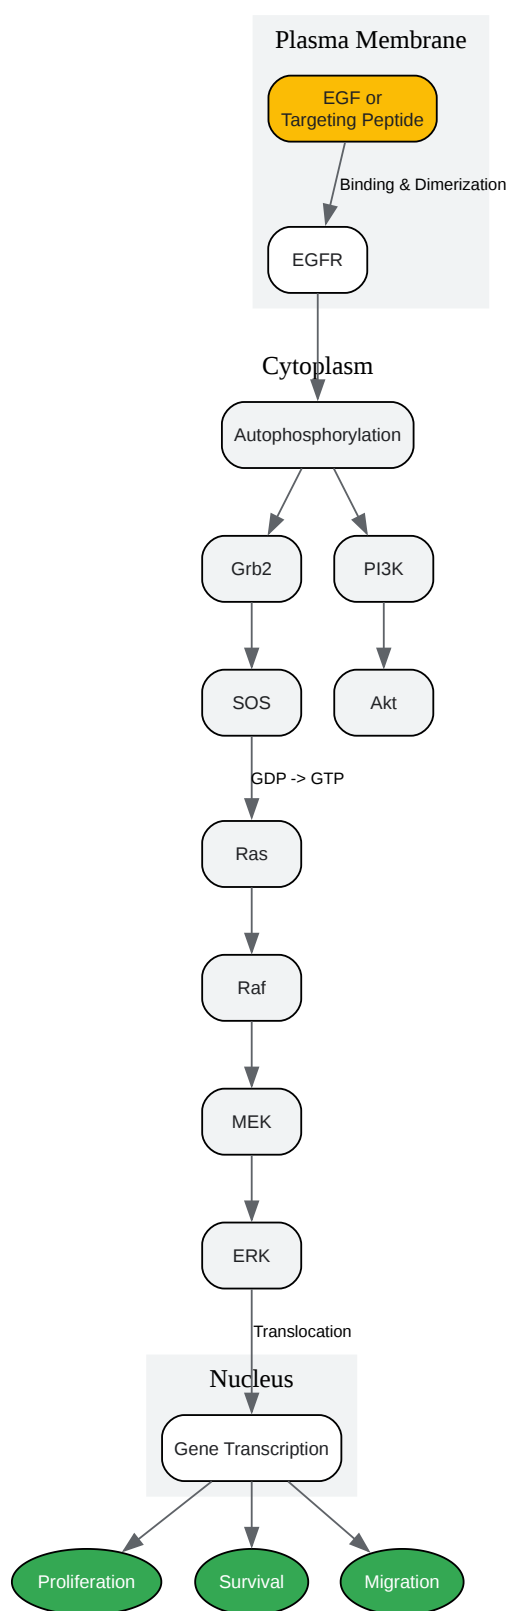 Plasma Membrane
EGF or
Targeting Peptide
Binding & Dimerization
EGFR
Cytoplasm
Autophosphorylation
Grb2
PI3K
SOS
Akt
GDP -> GTP
Ras
Raf
MEK
ERK
Translocation
Nucleus
Gene Transcription
Proliferation
Survival
Migration